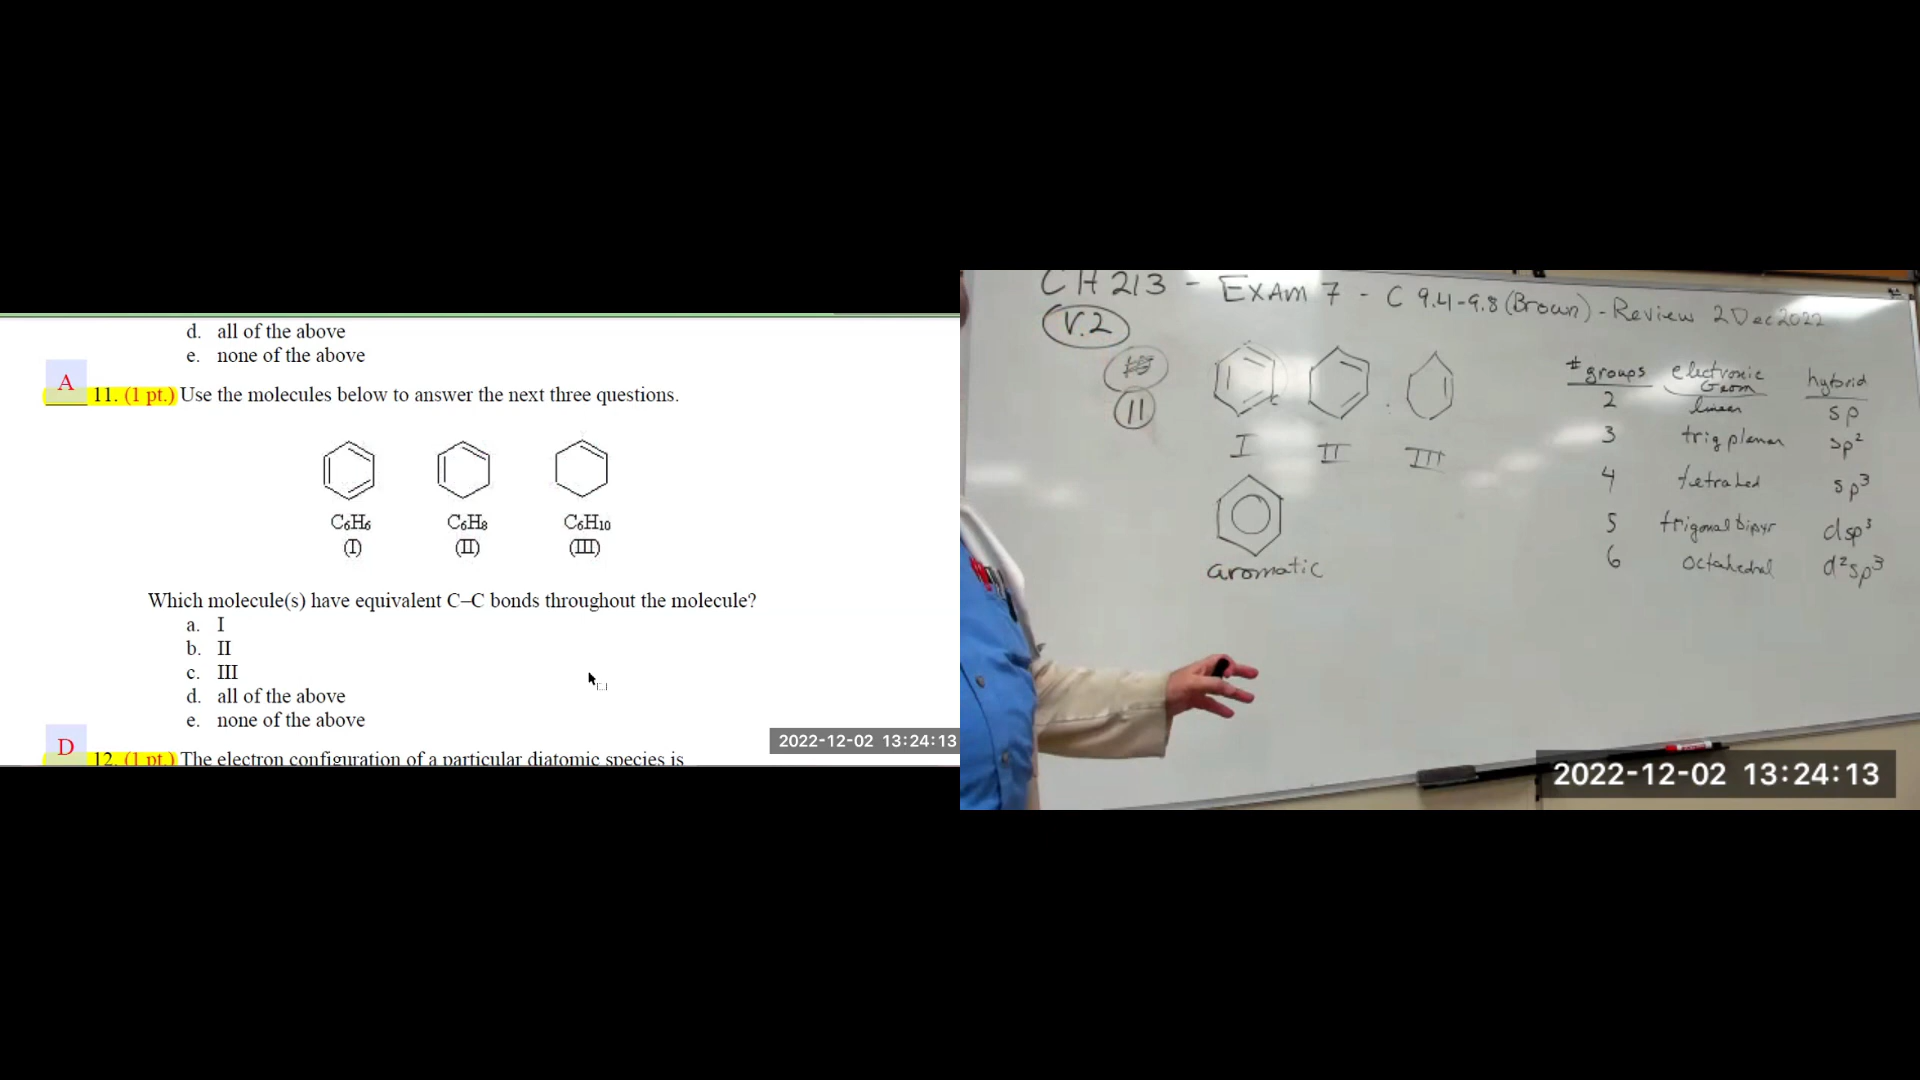 d. all of the above
e. none of the above
A
11. (1 pt.) Use the molecules below to answer the next three questions.
C6H6 C6H8 C6H10
(I) (II) (III)
Which molecule(s) have equivalent C–C bonds throughout the molecule?
a. I
b. II
c. III
d. all of the above
e. none of the above
D
12. (1 pt.) The electron configuration of a particular diatomic species is
2022-12-02 13:24:13
CH 213 - Exam 7 - C 9.4-9.8 (Brown) - Review 2 Dec 2022
V.2
11
I II III
aromatic
# groups electronic Geom hybrid
2 linear sp
3 trig planar sp²
4 tetrahed sp³
5 trigonal bipyr dsp³
6 octahedral d²sp³
2022-12-02 13:24:13